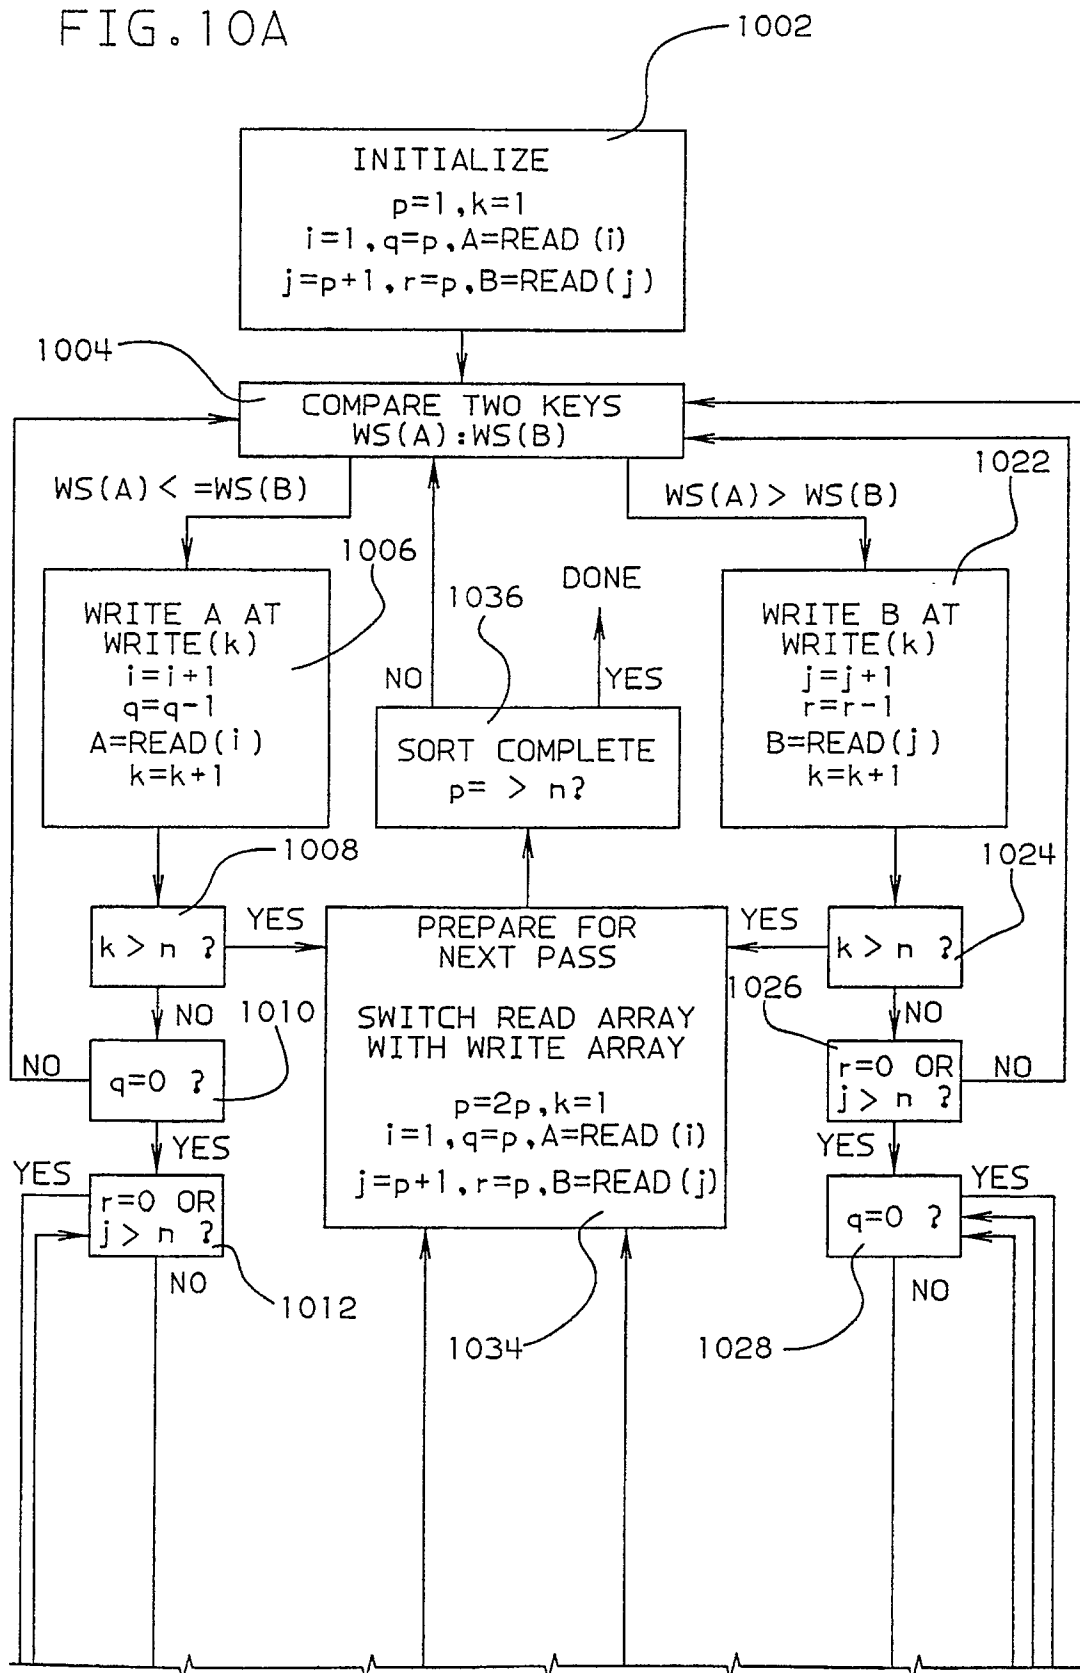 FIG.10A
1002
INITIALIZE
p=1,k=1
i=1,q=p,A=READ(i)
j=p+1,r=p,B=READ(j)
1004
COMPARE TWO KEYS
WS(A):WS(B)
WS(A)< =WS(B)
WS(A)> WS(B)
1022
1006
WRITE A AT
WRITE(k)
i=i+1
q=q-1
A=READ(i)
k=k+1
1036
DONE
NO
YES
SORT COMPLETE
p= > n?
WRITE B AT
WRITE(k)
j=j+1
r=r-1
B=READ(j)
k=k+1
1008
1024
k > n ?
YES
PREPARE FOR
NEXT PASS
SWITCH READ ARRAY
WITH WRITE ARRAY
p=2p,k=1
i=1,q=p,A=READ(i)
j=p+1,r=p,B=READ(j)
YES
k > n ?
NO
1010
1026
NO
NO
q=0 ?
r=0 OR
j > n ?
NO
YES
YES
YES
r=0 OR
j > n ?
YES
q=0 ?
NO
1012
NO
1034
1028